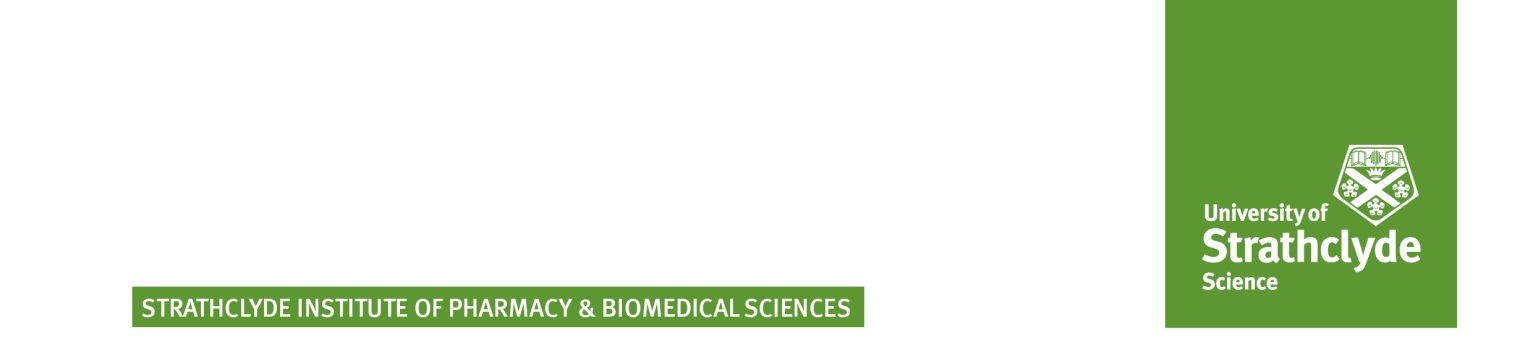 STRATHCLYDE INSTITUTE OF PHARMACY & BIOMEDICAL SCIENCES
University of
Strathclyde
Science